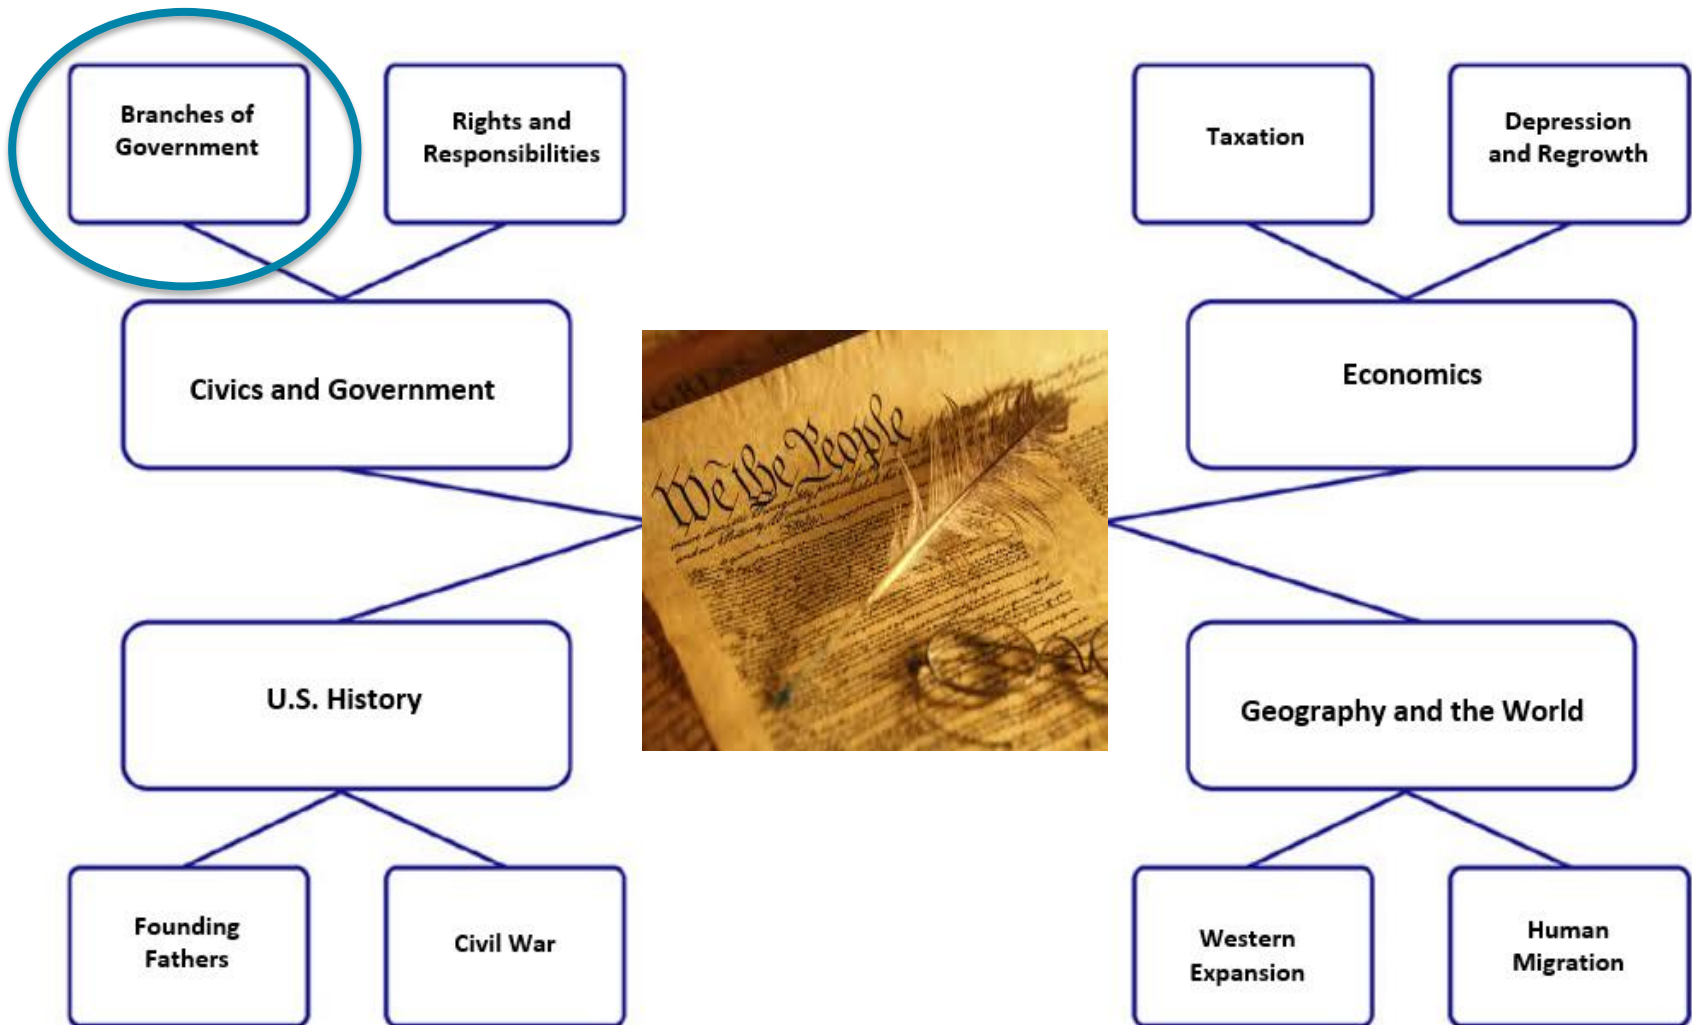 Branches of
Government
Rights and
Responsibilities
Taxation
Depression
and Regrowth
Civics and Government
Economics
We the People
U.S. History
Geography and the World
Founding
Fathers
Civil War
Western
Expansion
Human
Migration